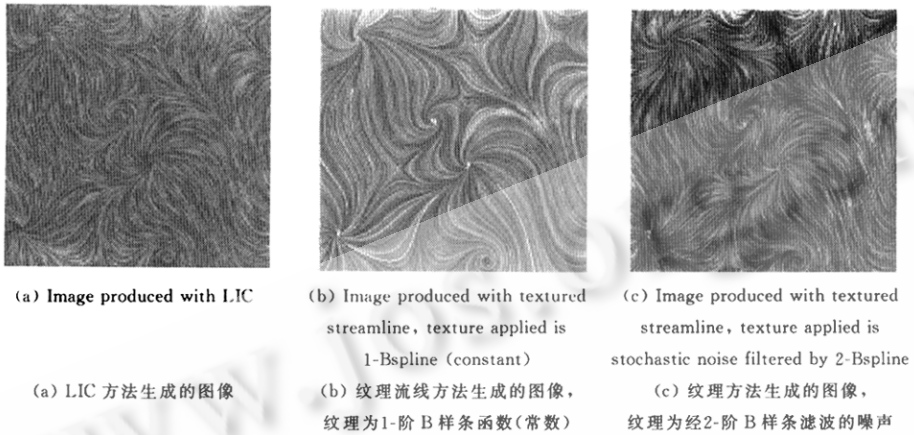 (a) Image produced with LIC
(b) Image produced with textured
streamline, texture applied is
1-Bspline (constant)
(c) Image produced with textured
streamline, texture applied is
stochastic noise filtered by 2-Bspline
(a) LIC 方法生成的图像
(b) 纹理流线方法生成的图像，
纹理为1-阶 B 样条函数(常数)
(c) 纹理方法生成的图像，
纹理为经2-阶 B 样条滤波的噪声